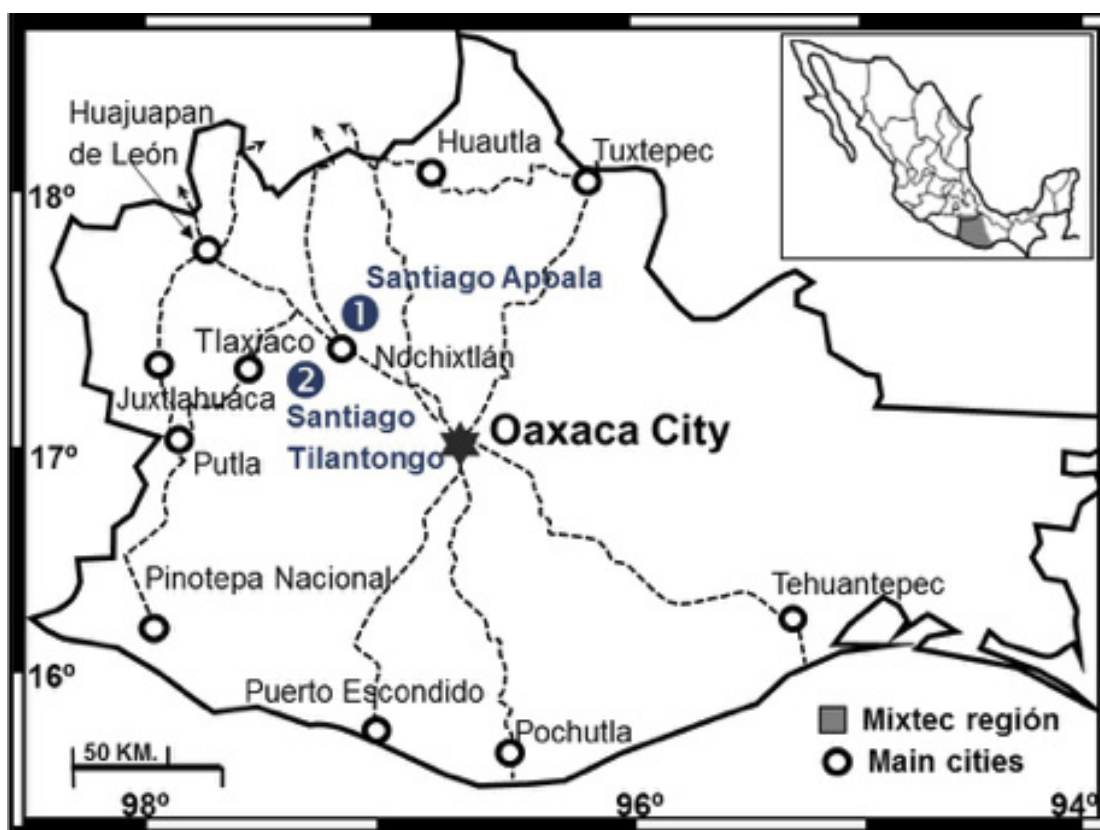 Huajuapan
de León
Huautla
Tuxtepec
18º
Santiago Apoala
1
Tlaxiaco
Nochixtlán
2
Juxtlahuaca
Santiago
Tilantongo
Oaxaca City
17º
Putla
Pinotepa Nacional
Tehuantepec
16º
Puerto Escondido
Pochutla
Mixtec región
Main cities
50 KM.
98º
96º
94º